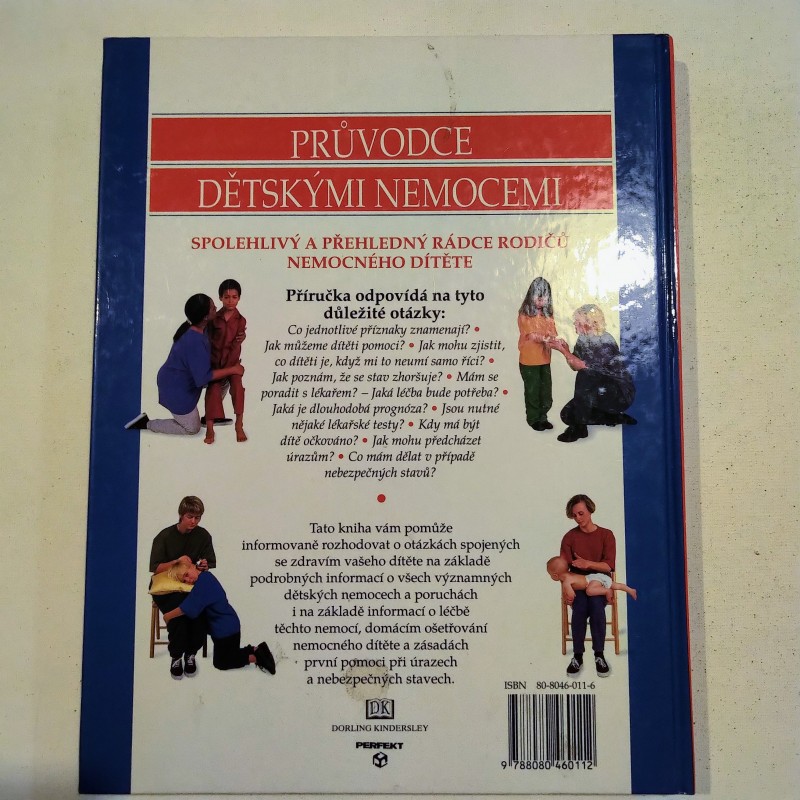 PRŮVODCE
DĚTSKÝMI NEMOCEMI
SPOLEHLIVÝ A PŘEHLEDNÝ RÁDCE RODIČŮ
NEMOCNÉHO DÍTĚTE
Příručka odpovídá na tyto
důležité otázky:
Co jednotlivé příznaky znamenají? •
Jak můžeme dítěti pomoci? • Jak mohu zjistit,
co dítěti je, když mi to neumí samo říci? •
Jak poznám, že se stav zhoršuje? • Mám se
poradit s lékařem? – Jaká léčba bude potřeba? •
Jaká je dlouhodobá prognóza? • Jsou nutné
nějaké lékařské testy? • Kdy má být
dítě očkováno? • Jak mohu předcházet
úrazům? • Co mám dělat v případě
nebezpečných stavů?
•
Tato kniha vám pomůže
informovaně rozhodovat o otázkách spojených
se zdravím vašeho dítěte na základě
podrobných informací o všech významných
dětských nemocech a poruchách
i na základě informací o léčbě
těchto nemocí, domácím ošetřování
nemocného dítěte a zásadách
první pomoci při úrazech
a nebezpečných stavech.
ISBN 80-8046-011-6
DK
DORLING KINDERSLEY
PERFEKT
9 788080 460112